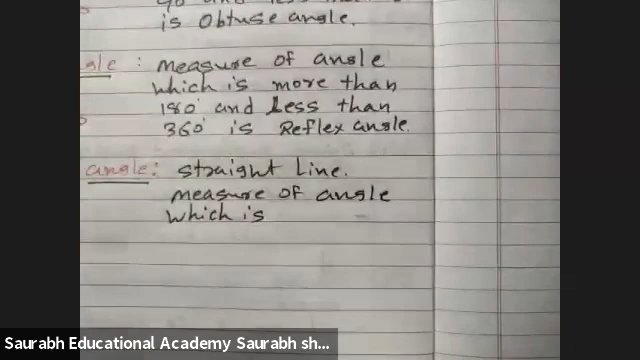 is Obtuse angle.
: measure of angle
which is more than
180° and Less than
360° is Reflex angle.
angle: straight Line.
measure of angle
which is
Saurabh Educational Academy Saurabh sh...